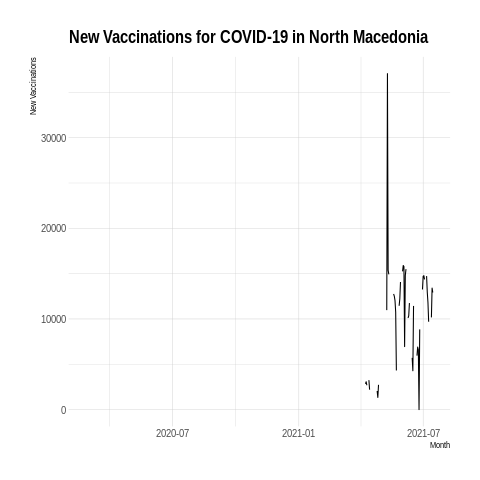 New Vaccinations for COVID-19 in North Macedonia
New Vaccinations
30000
20000
10000
0
2020-07 2021-01 2021-07
Month